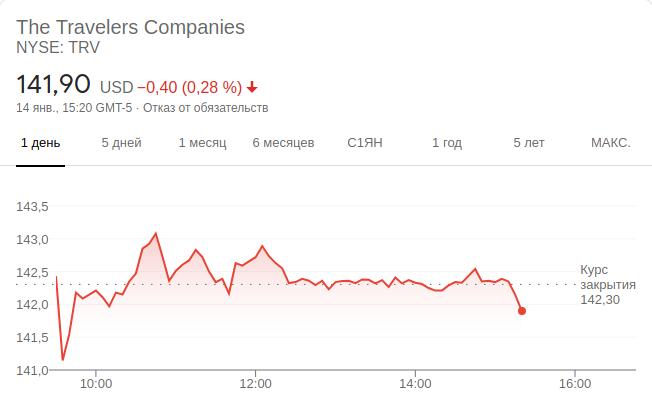 The Travelers Companies
NYSE: TRV
141,90 USD −0,40 (0,28 %)
14 янв., 15:20 GMT-5 · Отказ от обязательств
1 день 5 дней 1 месяц 6 месяцев С1ЯН 1 год 5 лет МАКС.
143,5
143,0
142,5
142,0
141,5
141,0
Курс
закрытия
142,30
10:00 12:00 14:00 16:00